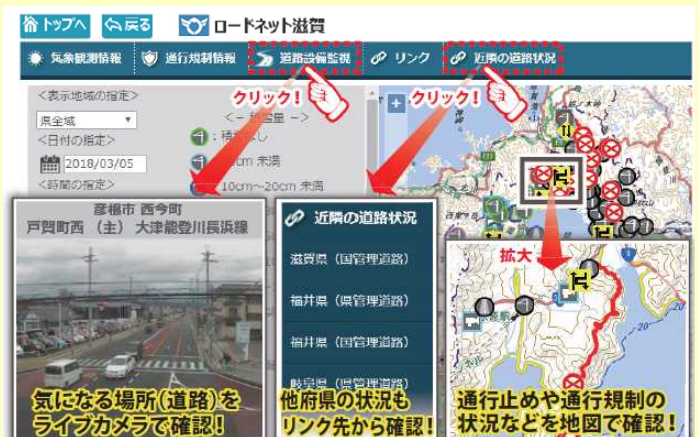 トップへ
戻る
ロードネット滋賀
気象観測情報
通行規制情報
道路設備監視
リンク
近隣の道路状況
クリック!
クリック!
<表示地域の指定>
県全域
<日付の指定>
2018/03/05
<時間の指定>
10cm~20cm 未満
彦根市 西今町
戸賀町西 (主) 大津能登川長浜線
気になる場所(道路)を
ライブカメラで確認!
近隣の道路状況
滋賀県(国管理道路)
福井県(県管理道路)
福井県(国管理道路)
岐阜県(県管理道路)
他府県の状況も
リンク先から確認!
拡大
20
20
通行止めや通行規制の
状況などを地図で確認!